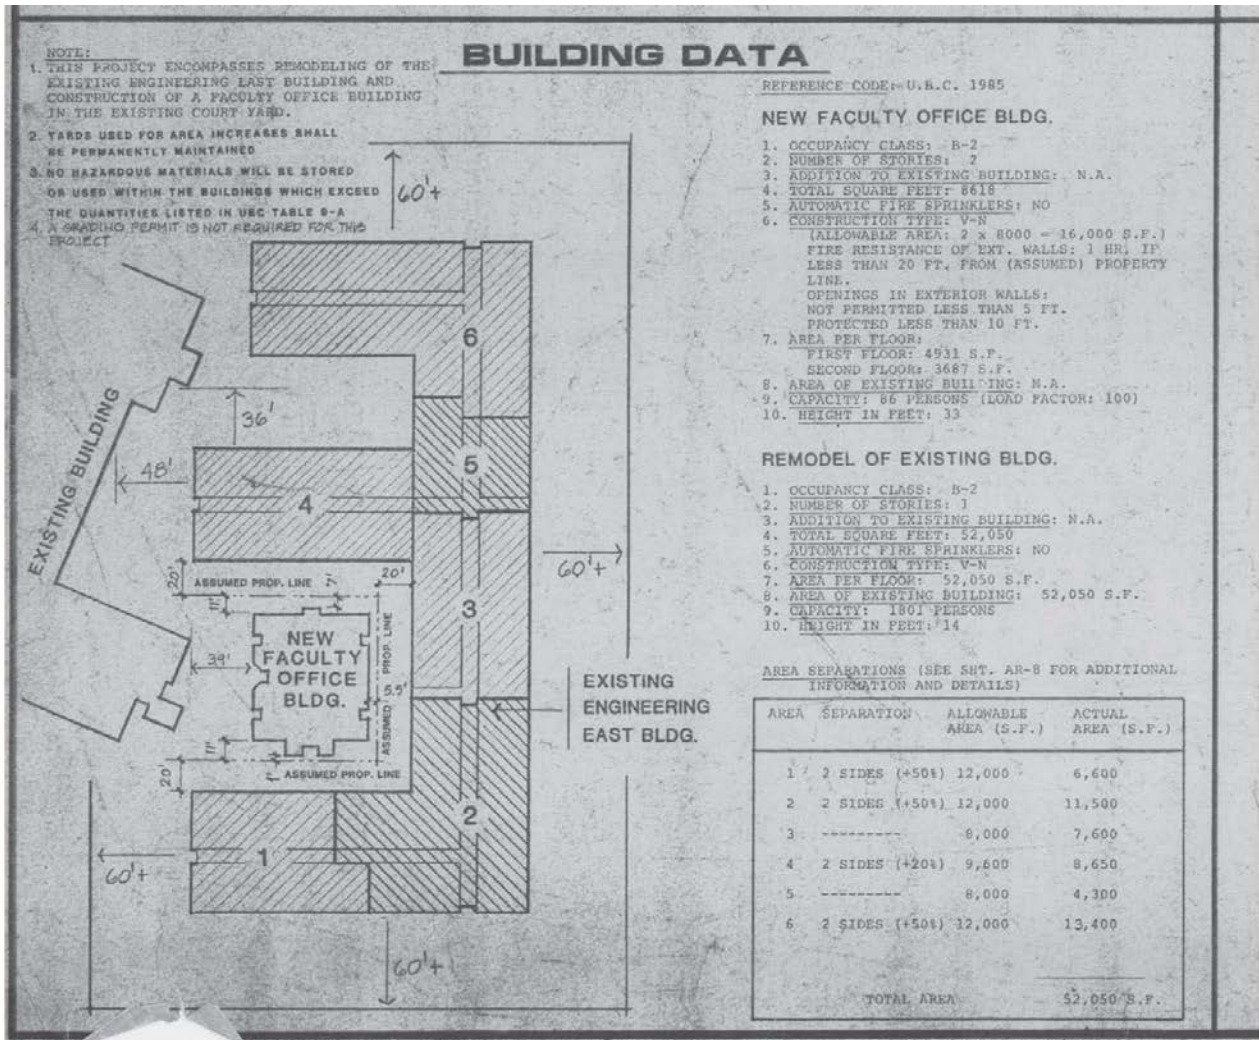 BUILDING DATA
NOTE:
1. THIS PROJECT ENCOMPASSES REMODELING OF THE
EXISTING ENGINEERING EAST BUILDING AND
CONSTRUCTION OF A FACULTY OFFICE BUILDING
IN THE EXISTING COURT YARD.
2. YARDS USED FOR AREA INCREASES SHALL
BE PERMANENTLY MAINTAINED
3. NO HAZARDOUS MATERIALS WILL BE STORED
OR USED WITHIN THE BUILDINGS WHICH EXCEED
THE QUANTITIES LISTED IN UBC TABLE 9-A
4. A GRADING PERMIT IS NOT REQUIRED FOR THIS
PROJECT
60'+
6
36'
EXISTING BUILDING
48'
5
4
60'+
20'
ASSUMED PROP. LINE
7'
20'
11'
3
NEW
FACULTY
OFFICE
BLDG.
39'
ASSUMED PROP. LINE
5.5'
EXISTING
ENGINEERING
EAST BLDG.
11'
20'
ASSUMED PROP. LINE
2
1
60'+
60'+
REFERENCE CODE: U.B.C. 1985
NEW FACULTY OFFICE BLDG.
1. OCCUPANCY CLASS: B-2
2. NUMBER OF STORIES: 2
3. ADDITION TO EXISTING BUILDING: N.A.
4. TOTAL SQUARE FEET: 8618
5. AUTOMATIC FIRE SPRINKLERS: NO
6. CONSTRUCTION TYPE: V-N
(ALLOWABLE AREA: 2 x 8000 = 16,000 S.F.)
FIRE RESISTANCE OF EXT. WALLS: 1 HR. IF
LESS THAN 20 FT. FROM (ASSUMED) PROPERTY
LINE.
OPENINGS IN EXTERIOR WALLS:
NOT PERMITTED LESS THAN 5 FT.
PROTECTED LESS THAN 10 FT.
7. AREA PER FLOOR:
FIRST FLOOR: 4931 S.F.
SECOND FLOOR: 3687 S.F.
8. AREA OF EXISTING BUILDING: N.A.
9. CAPACITY: 86 PERSONS (LOAD FACTOR: 100)
10. HEIGHT IN FEET: 33
REMODEL OF EXISTING BLDG.
1. OCCUPANCY CLASS: B-2
2. NUMBER OF STORIES: 1
3. ADDITION TO EXISTING BUILDING: N.A.
4. TOTAL SQUARE FEET: 52,050
5. AUTOMATIC FIRE SPRINKLERS: NO
6. CONSTRUCTION TYPE: V-N
7. AREA PER FLOOR: 52,050 S.F.
8. AREA OF EXISTING BUILDING: 52,050 S.F.
9. CAPACITY: 1801 PERSONS
10. HEIGHT IN FEET: 14
AREA SEPARATIONS (SEE SHT. AR-8 FOR ADDITIONAL
INFORMATION AND DETAILS)
AREA SEPARATION ALLOWABLE ACTUAL
AREA (S.F.) AREA (S.F.)
1 2 SIDES (+50%) 12,000 6,600
2 2 SIDES (+50%) 12,000 11,500
3 --------- 8,000 7,600
4 2 SIDES (+20%) 9,600 8,650
5 --------- 8,000 4,300
6 2 SIDES (+50%) 12,000 13,400
TOTAL AREA 52,050 S.F.